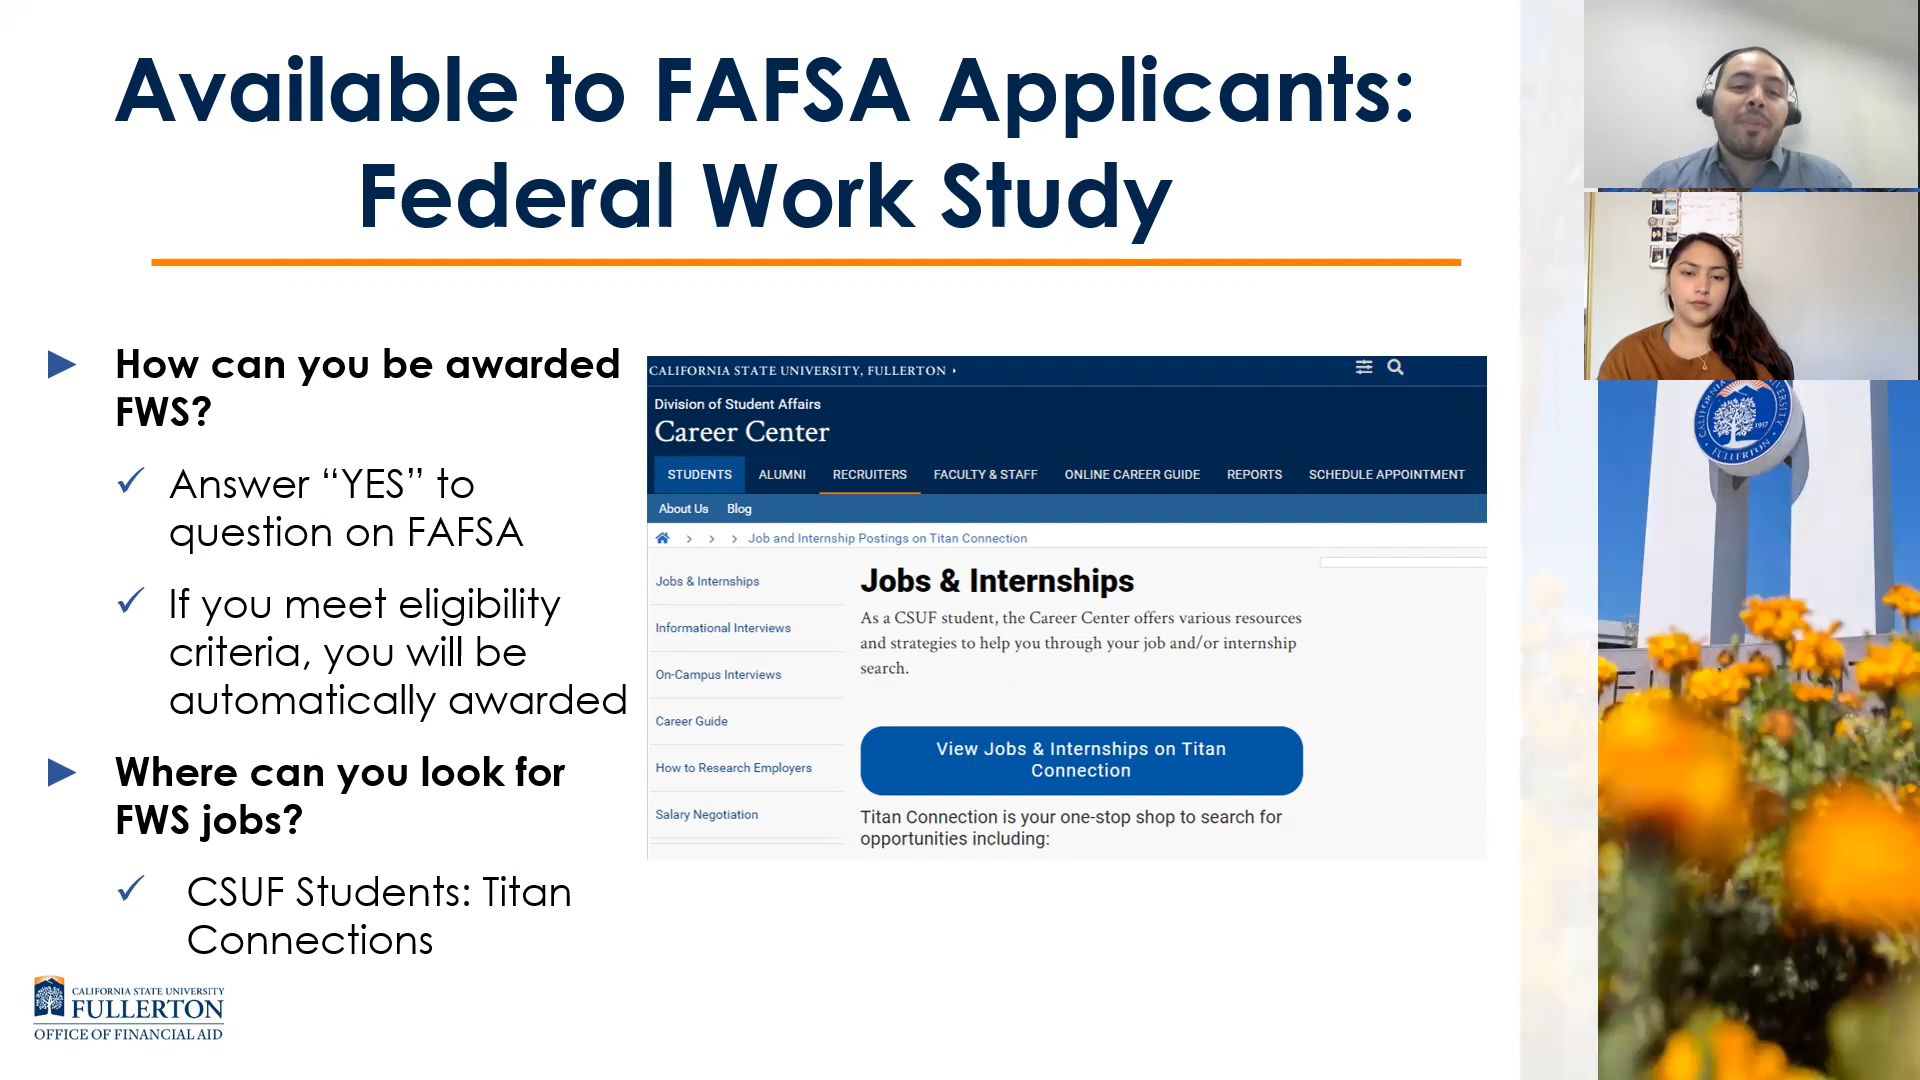 Available to FAFSA Applicants:
Federal Work Study
How can you be awarded
FWS?
Answer “YES” to
question on FAFSA
If you meet eligibility
criteria, you will be
automatically awarded
Where can you look for
FWS jobs?
CSUF Students: Titan
Connections
CALIFORNIA STATE UNIVERSITY, FULLERTON
Division of Student Affairs
Career Center
STUDENTS ALUMNI RECRUITERS FACULTY & STAFF ONLINE CAREER GUIDE REPORTS SCHEDULE APPOINTMENT
About Us Blog
Job and Internship Postings on Titan Connection
Jobs & Internships
Informational Interviews
On-Campus Interviews
Career Guide
How to Research Employers
Salary Negotiation
Jobs & Internships
As a CSUF student, the Career Center offers various resources
and strategies to help you through your job and/or internship
search.
View Jobs & Internships on Titan
Connection
Titan Connection is your one-stop shop to search for
opportunities including:
CALIFORNIA STATE UNIVERSITY
FULLERTON
OFFICE OF FINANCIAL AID
1957
FULLERTON